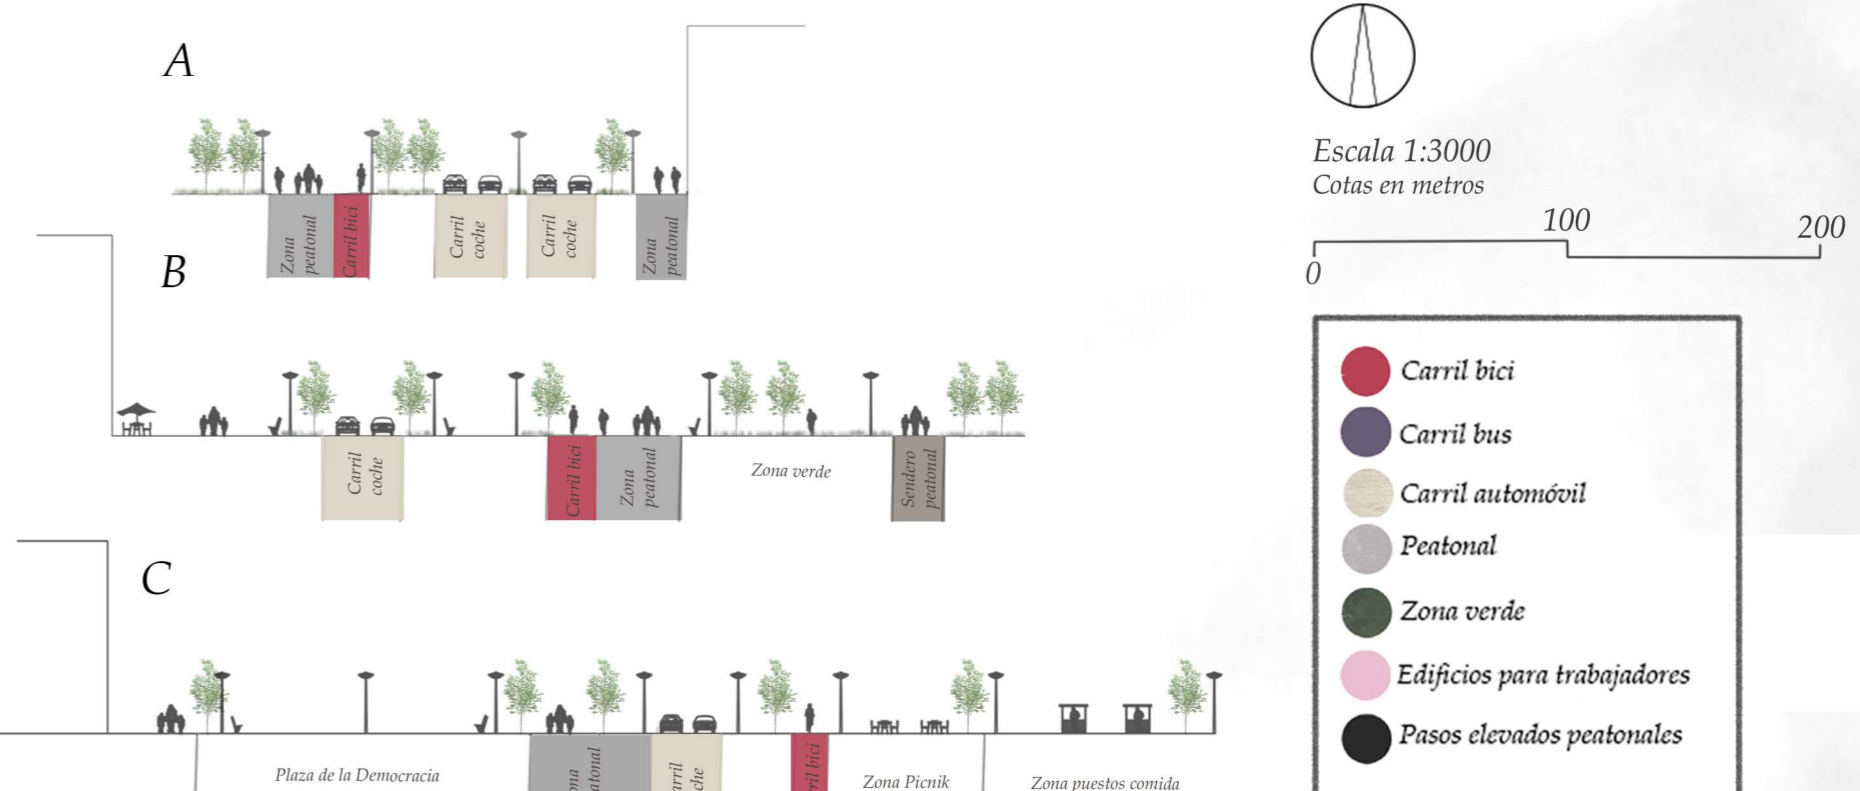 A
Zona
peatonal
Carril bici
Carril
coche
Carril
coche
Zona
peatonal
B
Carril
coche
Carril bici
Zona
peatonal
Zona verde
Sendero
peatonal
C
Plaza de la Democracia
Zona Picnik
Zona puestos comida
Escala 1:3000
Cotas en metros
0
100
200
Carril bici
Carril bus
Carril automóvil
Peatonal
Zona verde
Edificios para trabajadores
Pasos elevados peatonales